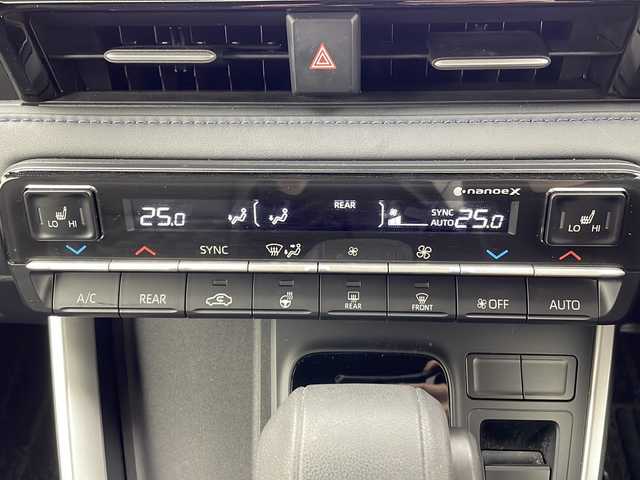 nanoeX
LO HI
25.0
REAR
SYNC
AUTO
25.0
LO HI
SYNC
A/C
REAR
REAR
FRONT
OFF
AUTO